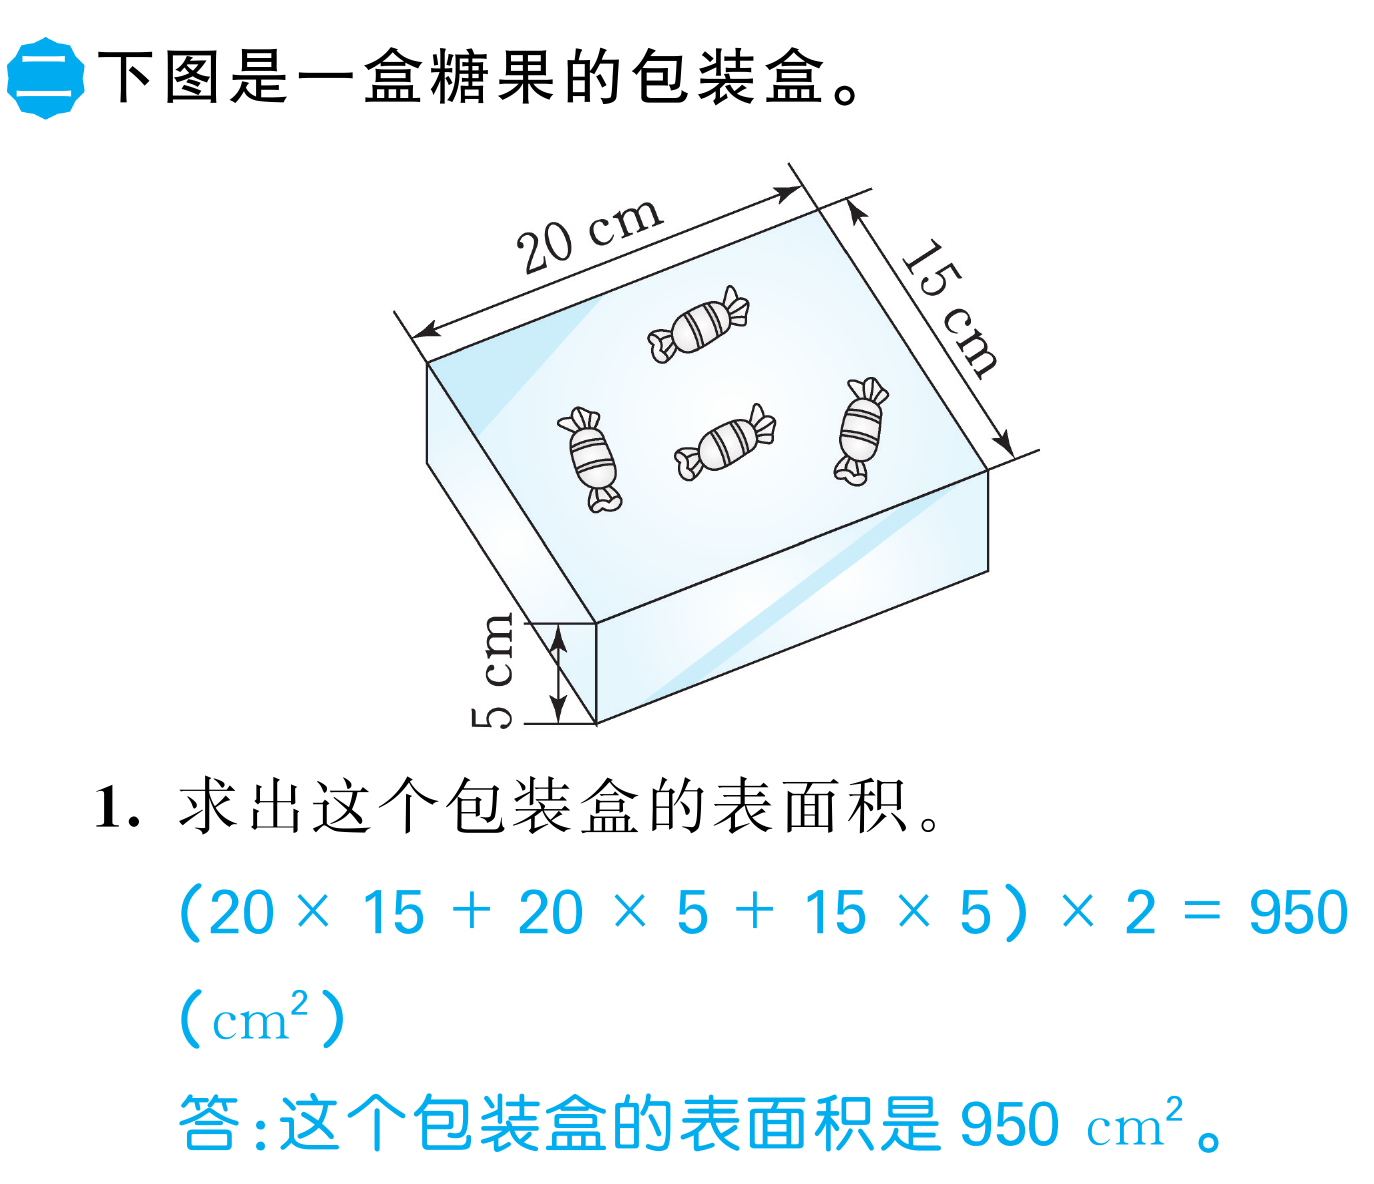 二 下图是一盒糖果的包装盒。
20 cm
15 cm
5 cm
1. 求出这个包装盒的表面积。
(20 × 15 + 20 × 5 + 15 × 5) × 2 = 950
(cm²)
答:这个包装盒的表面积是 950 cm²。